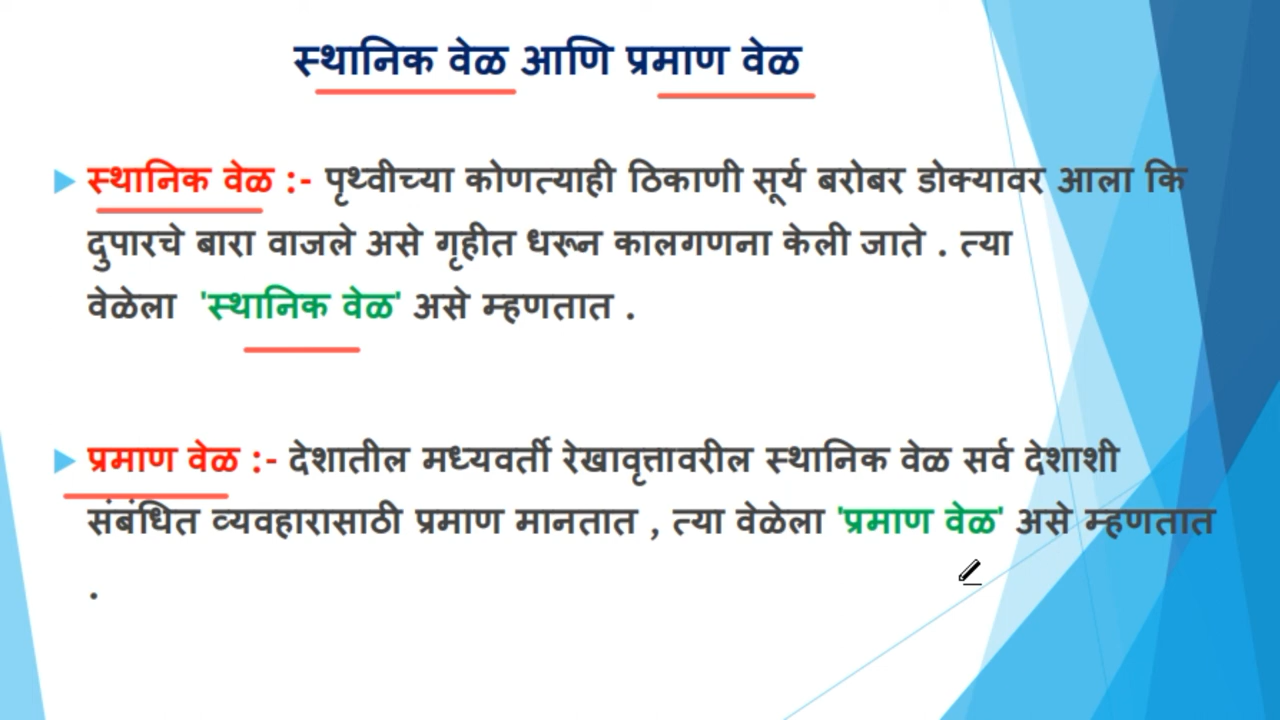 स्थानिक वेळ आणि प्रमाण वेळ
स्थानिक वेळ :- पृथ्वीच्या कोणत्याही ठिकाणी सूर्य बरोबर डोक्यावर आला कि
दुपारचे बारा वाजले असे गृहीत धरून कालगणना केली जाते . त्या
वेळेला 'स्थानिक वेळ' असे म्हणतात .
प्रमाण वेळ :- देशातील मध्यवर्ती रेखावृत्तावरील स्थानिक वेळ सर्व देशाशी
संबंधित व्यवहारासाठी प्रमाण मानतात , त्या वेळेला 'प्रमाण वेळ' असे म्हणतात
.